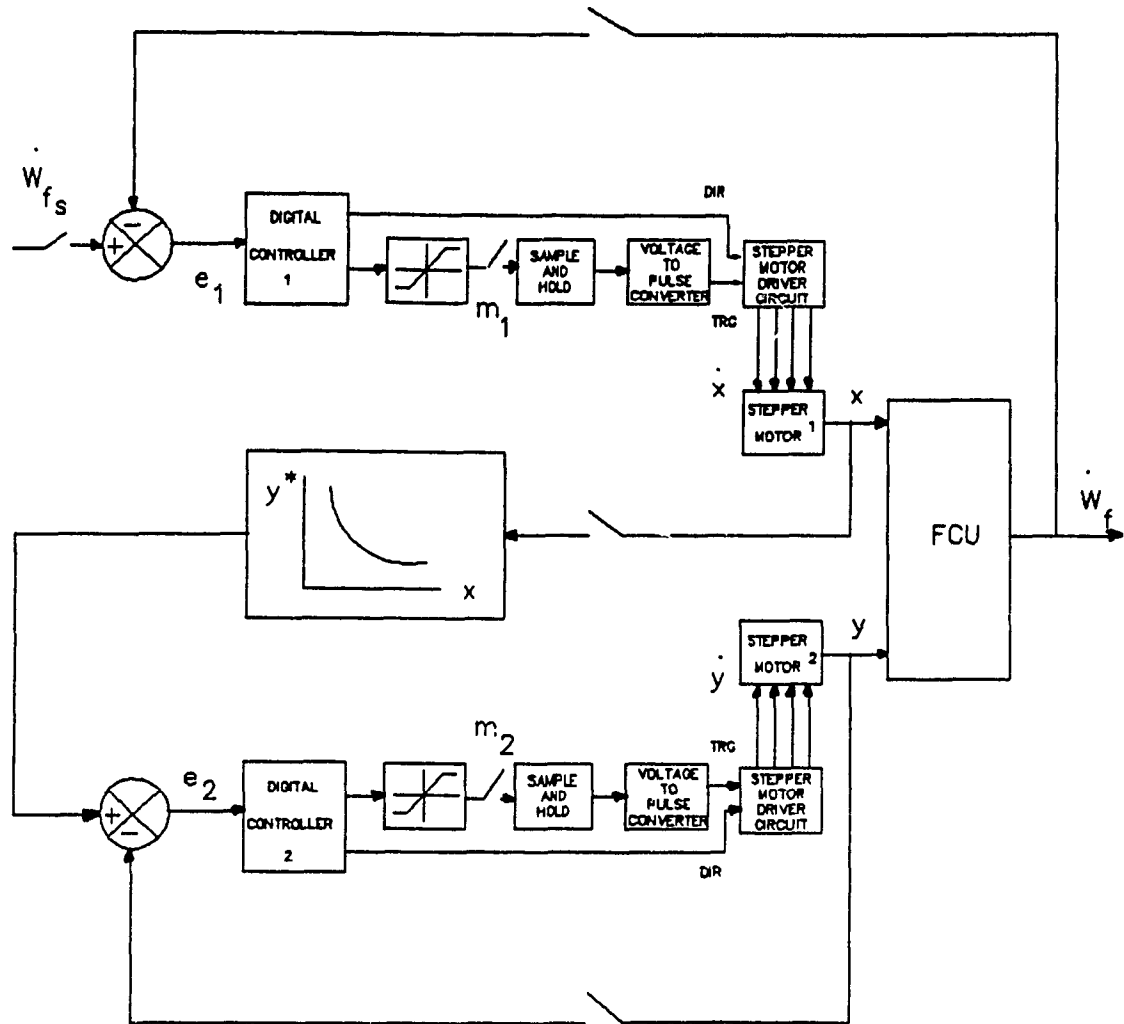 Ẇ
f
s
−
+
e
1
DIGITAL
CONTROLLER
1
m
1
SAMPLE
AND
HOLD
VOLTAGE
TO
PULSE
CONVERTER
DIR
TRG
STEPPER
MOTOR
DRIVER
CIRCUIT
ẋ
STEPPER
MOTOR 1
x
y*
x
FCU
Ẇ
f
STEPPER
MOTOR 2
y
ẏ
+
−
e
2
DIGITAL
CONTROLLER
2
m
2
SAMPLE
AND
HOLD
VOLTAGE
TO
PULSE
CONVERTER
TRG
DIR
STEPPER
MOTOR
DRIVER
CIRCUIT